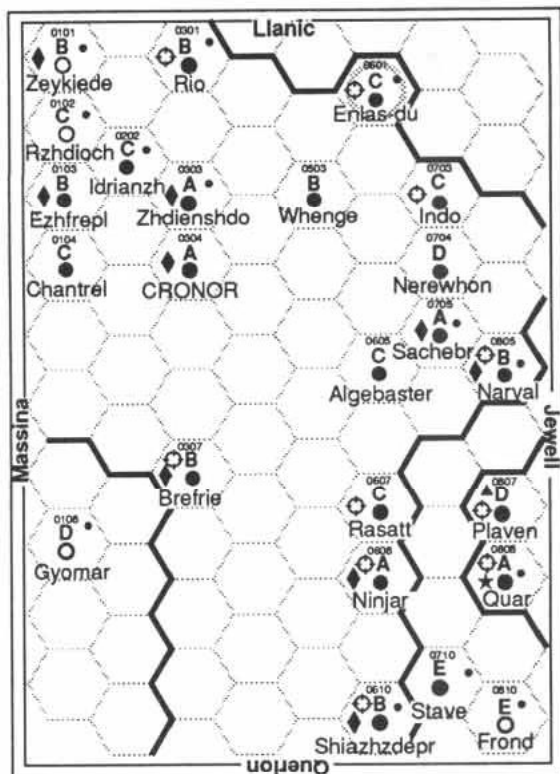 Llanic
0101
B
Zeykiede
0301
B
Rio
0601
C
Enlas-du
0102
C
Rzhdioch
0202
C
Idrianzh
0103
B
Ezhfrepl
0303
A
Zhdienshdo
0503
B
Whenge
0703
C
Indo
0104
C
Chantrel
0304
A
CRONOR
0704
D
Nerewhon
0705
A
Sachebr
0605
C
Algebaster
0805
B
Narval
Massina
Jewell
0307
B
Brefrie
0607
C
Rasatt
0807
D
Plaven
0108
D
Gyomar
0608
A
Ninjar
0808
A
Quar
0610
B
Shiazhzdepr
0710
E
Stave
0810
E
Frond
Querion